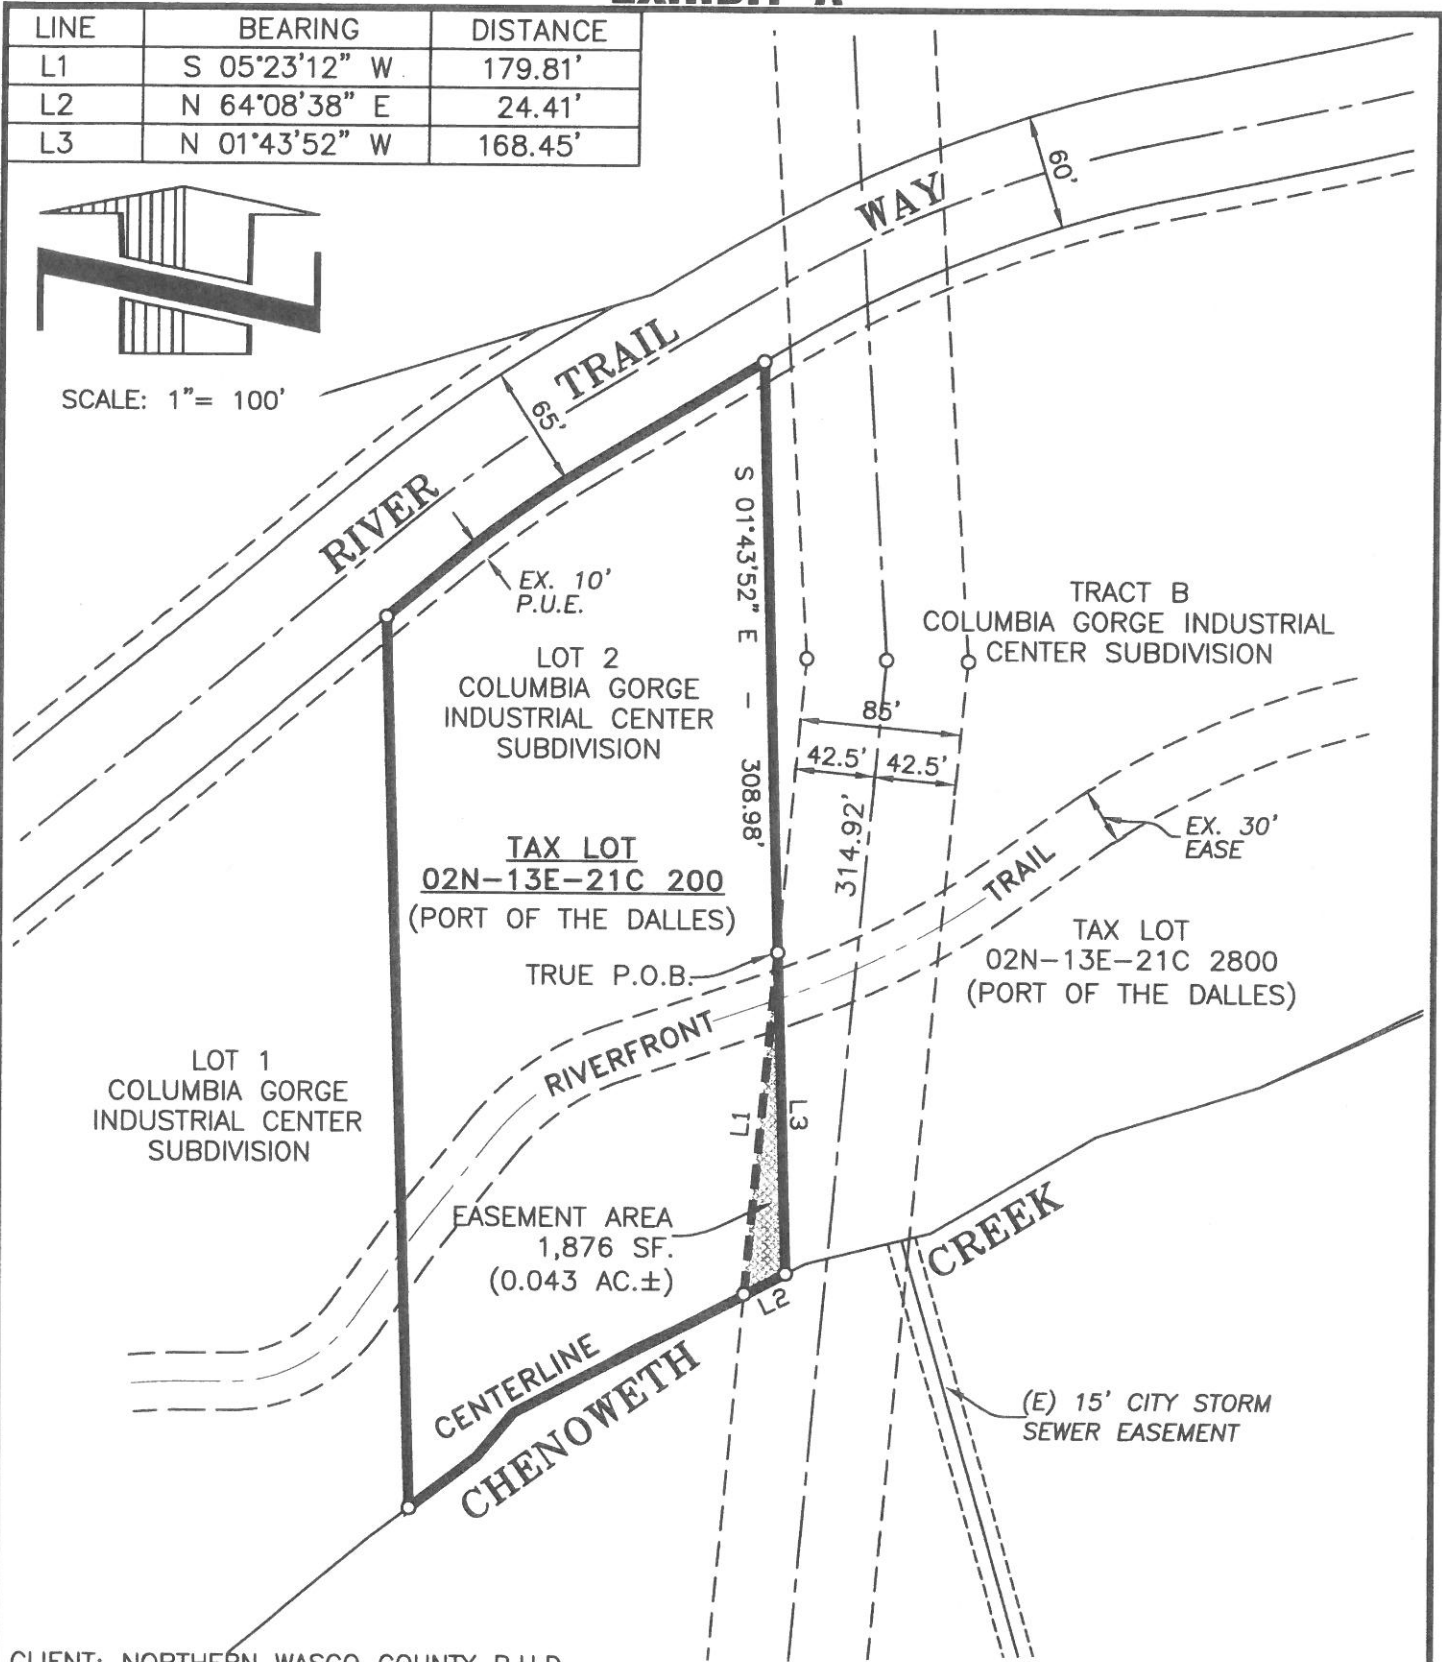 EXHIBIT "A"
LINE BEARING DISTANCE
L1 S 05°23'12" W 179.81'
L2 N 64°08'38" E 24.41'
L3 N 01°43'52" W 168.45'
SCALE: 1"= 100'
RIVER TRAIL WAY
60'
65'
EX. 10'
P.U.E.
S 01°43'52" E - 308.98'
LOT 2
COLUMBIA GORGE
INDUSTRIAL CENTER
SUBDIVISION
TRACT B
COLUMBIA GORGE INDUSTRIAL
CENTER SUBDIVISION
85'
42.5' 42.5'
314.92'
TAX LOT
02N-13E-21C 200
(PORT OF THE DALLES)
EX. 30'
EASE
TRUE P.O.B.
RIVERFRONT TRAIL
TAX LOT
02N-13E-21C 2800
(PORT OF THE DALLES)
LOT 1
COLUMBIA GORGE
INDUSTRIAL CENTER
SUBDIVISION
L1
L3
EASEMENT AREA
1,876 SF.
(0.043 AC.±)
L2
CENTERLINE
CHENOWETH CREEK
(E) 15' CITY STORM
SEWER EASEMENT
CLIENT: NORTHERN WASCO COUNTY P.U.D.